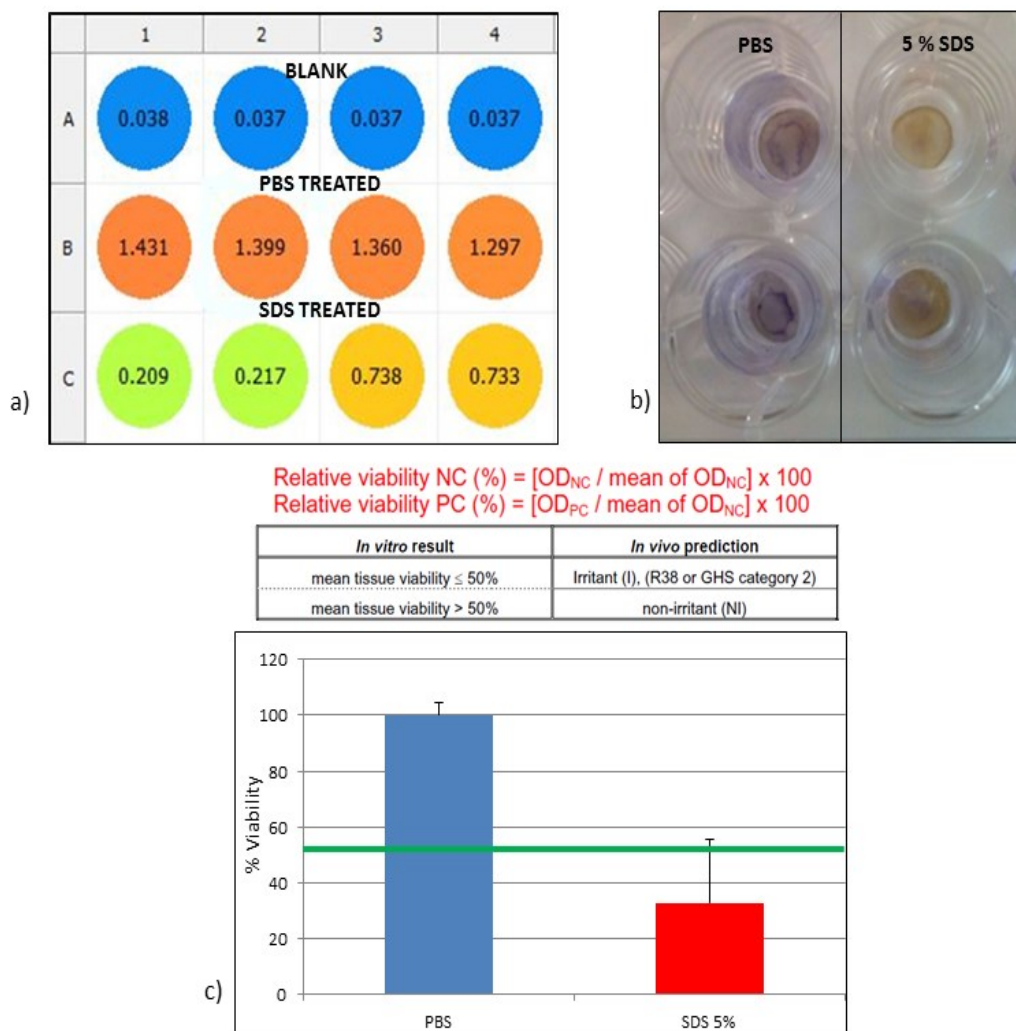 1 2 3 4
BLANK
A 0.038 0.037 0.037 0.037
PBS TREATED
B 1.431 1.399 1.360 1.297
SDS TREATED
C 0.209 0.217 0.738 0.733
a)
PBS 5 % SDS
b)
Relative viability NC (%) = [OD_NC / mean of OD_NC] x 100
Relative viability PC (%) = [OD_PC / mean of OD_NC] x 100
In vitro result In vivo prediction
mean tissue viability ≤ 50% Irritant (I), (R38 or GHS category 2)
mean tissue viability > 50% non-irritant (NI)
120
100
80
60
40
20
0
% Viability
PBS SDS 5%
c)